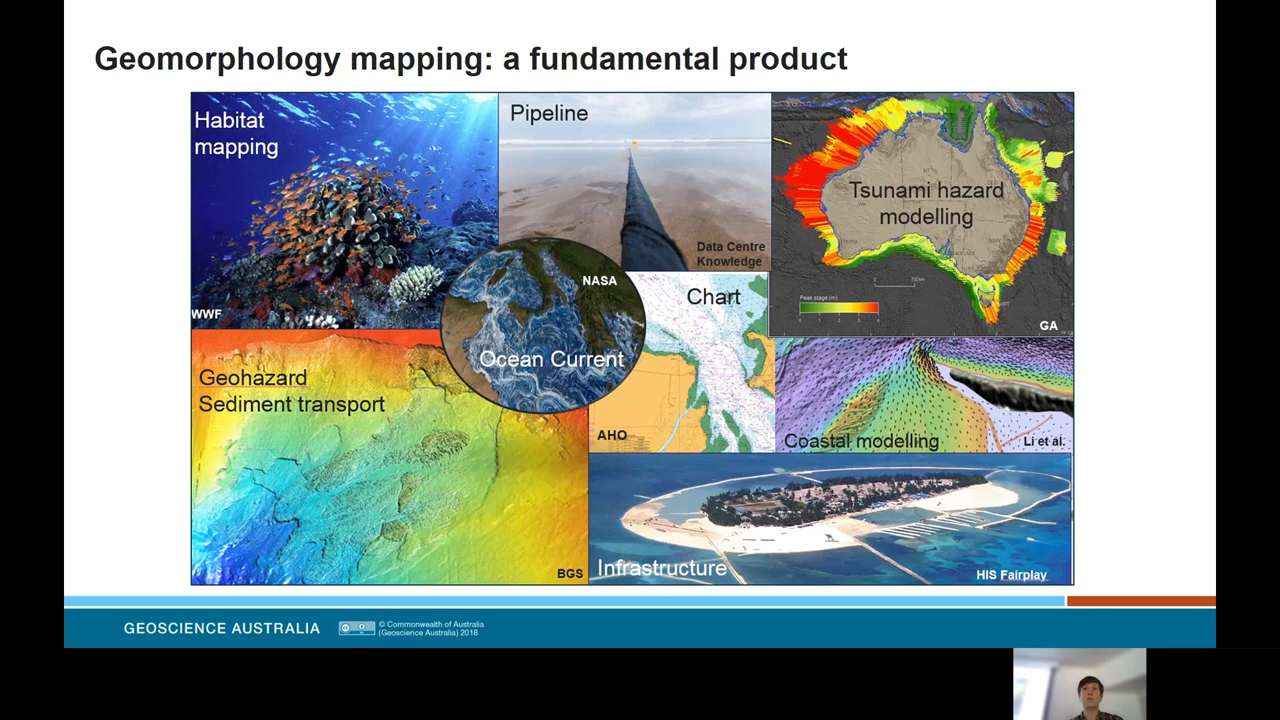 Geomorphology mapping: a fundamental product
Habitat
mapping
WWF
Pipeline
Data Centre
Knowledge
Tsunami hazard
modelling
Peak stage (m)
GA
NASA
Ocean Current
Chart
AHO
Geohazard
Sediment transport
BGS
Coastal modelling
Li et al.
Infrastructure
HIS Fairplay
GEOSCIENCE AUSTRALIA
© Commonwealth of Australia
(Geoscience Australia) 2018